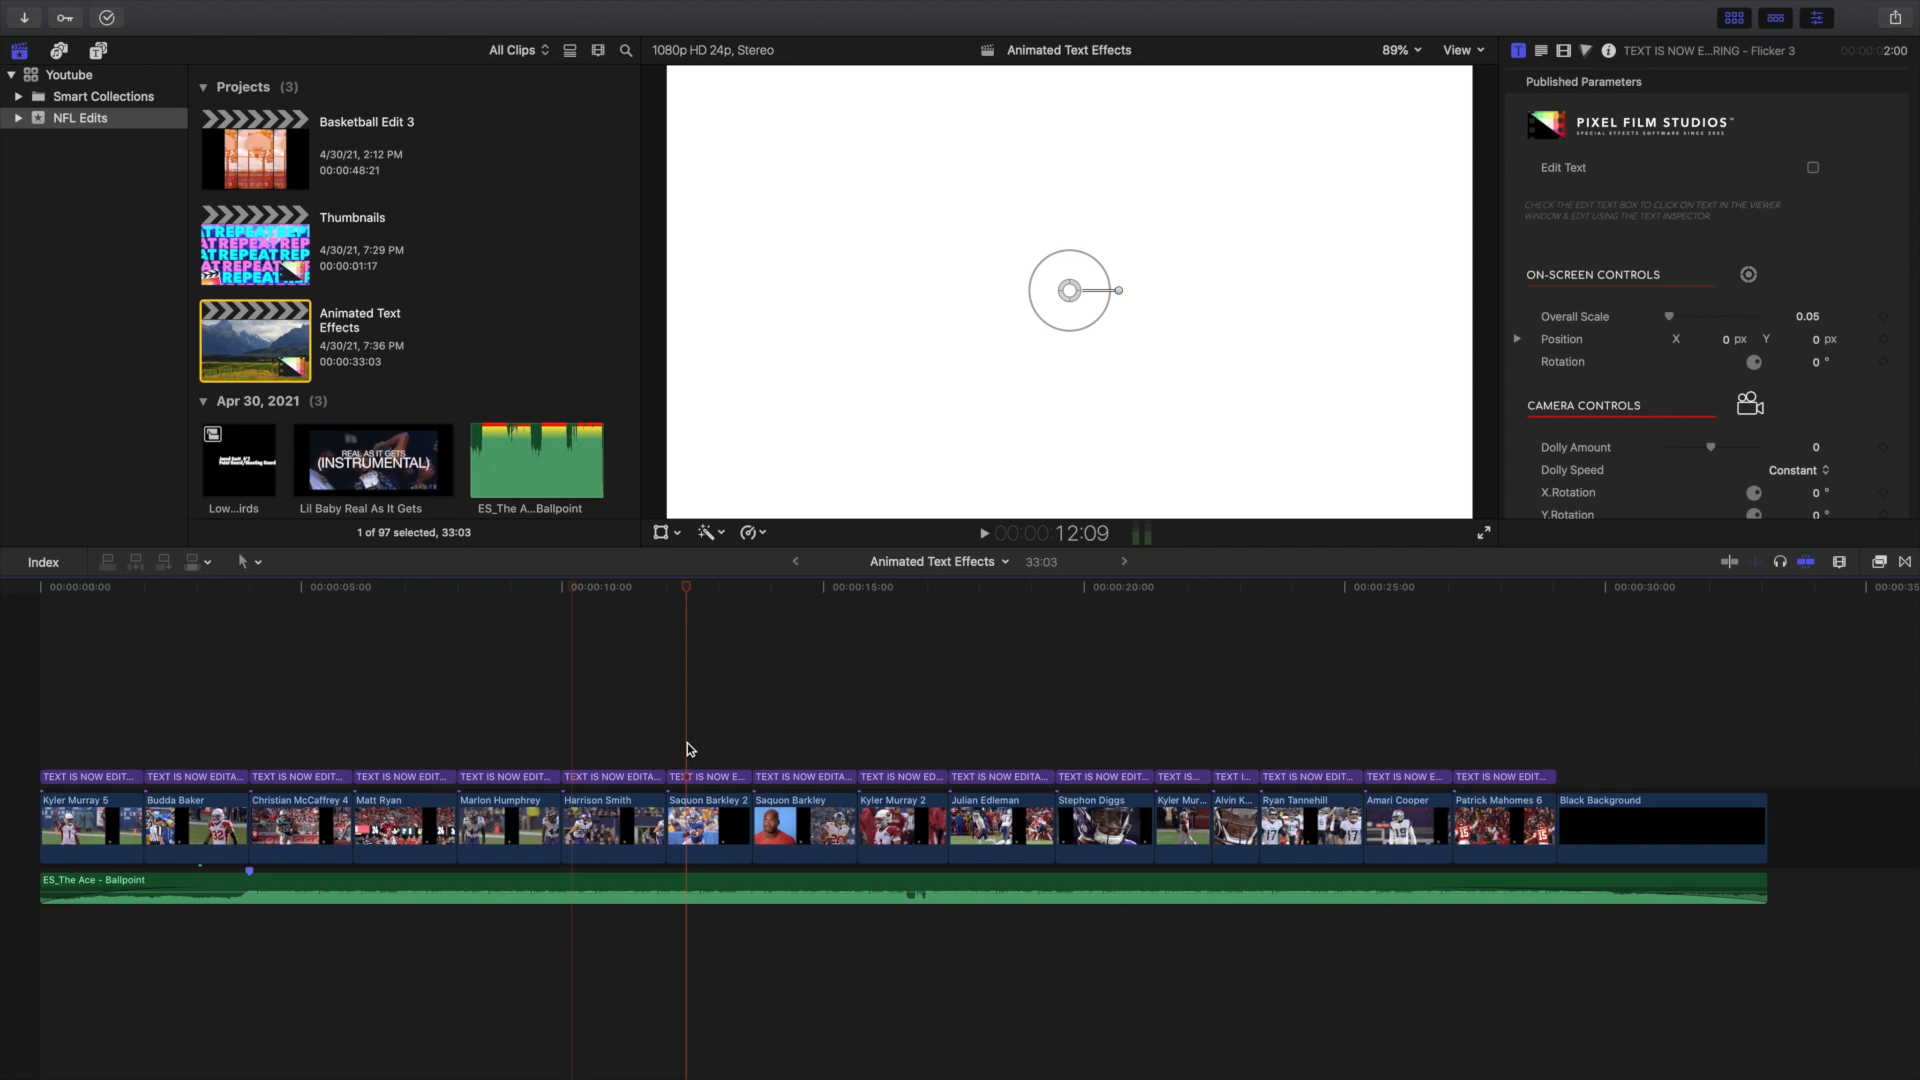 All Clips
1080p HD 24p, Stereo
Animated Text Effects
89%
View
TEXT IS NOW E...RING - Flicker 3
00:00:02:00
Youtube
Smart Collections
NFL Edits
Projects (3)
Basketball Edit 3
4/30/21, 2:12 PM
00:00:48:21
Thumbnails
4/30/21, 7:29 PM
00:00:01:17
Animated Text
Effects
4/30/21, 7:36 PM
00:00:33:03
Apr 30, 2021 (3)
REAL AS IT GETS
(INSTRUMENTAL)
Low...irds
Lil Baby Real As It Gets
ES_The A...Ballpoint
1 of 97 selected, 33:03
Published Parameters
PIXEL FILM STUDIOS™
SPECIAL EFFECTS SOFTWARE SINCE 2005
Edit Text
CHECK THE EDIT TEXT BOX TO CLICK ON TEXT IN THE VIEWER
WINDOW & EDIT USING THE TEXT INSPECTOR
ON-SCREEN CONTROLS
Overall Scale 0.05
Position X 0 px Y 0 px
Rotation 0 °
CAMERA CONTROLS
Dolly Amount 0
Dolly Speed Constant
X.Rotation 0 °
Y.Rotation 0 °
00:00:12:09
Index
Animated Text Effects
33:03
00:00:00:00
00:00:05:00
00:00:10:00
00:00:15:00
00:00:20:00
00:00:25:00
00:00:30:00
00:00:35
TEXT IS NOW EDIT...
TEXT IS NOW EDITA...
TEXT IS NOW EDIT...
TEXT IS NOW EDIT...
TEXT IS NOW EDIT...
TEXT IS NOW EDITA...
TEXT IS NOW E...
TEXT IS NOW EDITA...
TEXT IS NOW ED...
TEXT IS NOW EDITA...
TEXT IS NOW EDIT...
TEXT IS...
TEXT I...
TEXT IS NOW EDIT...
TEXT IS NOW E...
TEXT IS NOW EDIT...
Kyler Murray 5
Budda Baker
Christian McCaffrey 4
Matt Ryan
Marlon Humphrey
Harrison Smith
Saquon Barkley 2
Saquon Barkley
Kyler Murray 2
Julian Edleman
Stephon Diggs
Kyler Mur...
Alvin K...
Ryan Tannehill
Amari Cooper
Patrick Mahomes 6
Black Background
ES_The Ace - Ballpoint